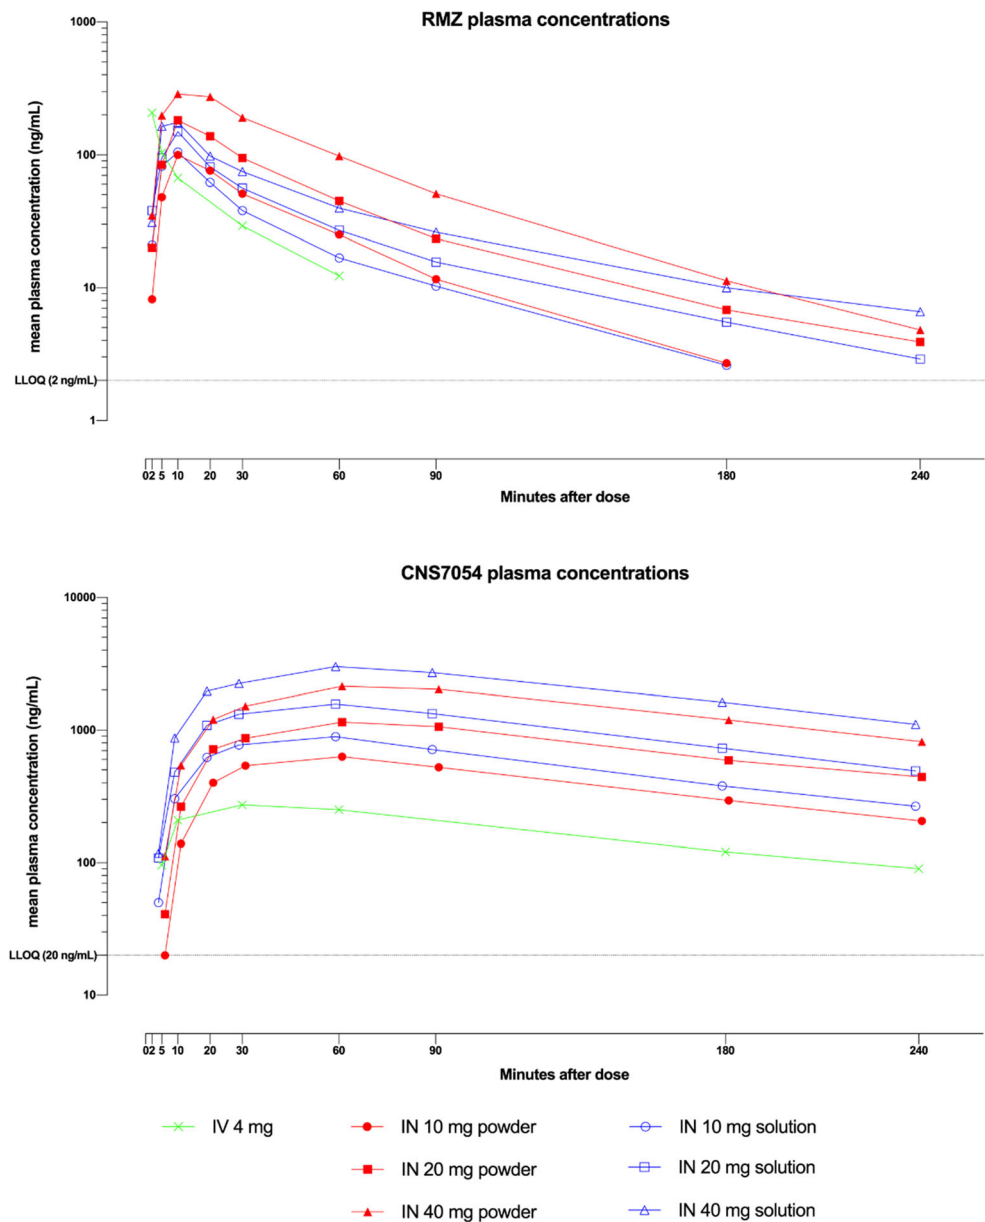 RMZ plasma concentrations
mean plasma concentration (ng/mL)
1000
100
10
LLOQ (2 ng/mL)
1
0 2 5 10 20 30 60 90 180 240
Minutes after dose
CNS7054 plasma concentrations
mean plasma concentration (ng/mL)
10000
1000
100
LLOQ (20 ng/mL)
10
0 2 5 10 20 30 60 90 180 240
Minutes after dose
IV 4 mg IN 10 mg powder IN 10 mg solution
IN 20 mg powder IN 20 mg solution
IN 40 mg powder IN 40 mg solution